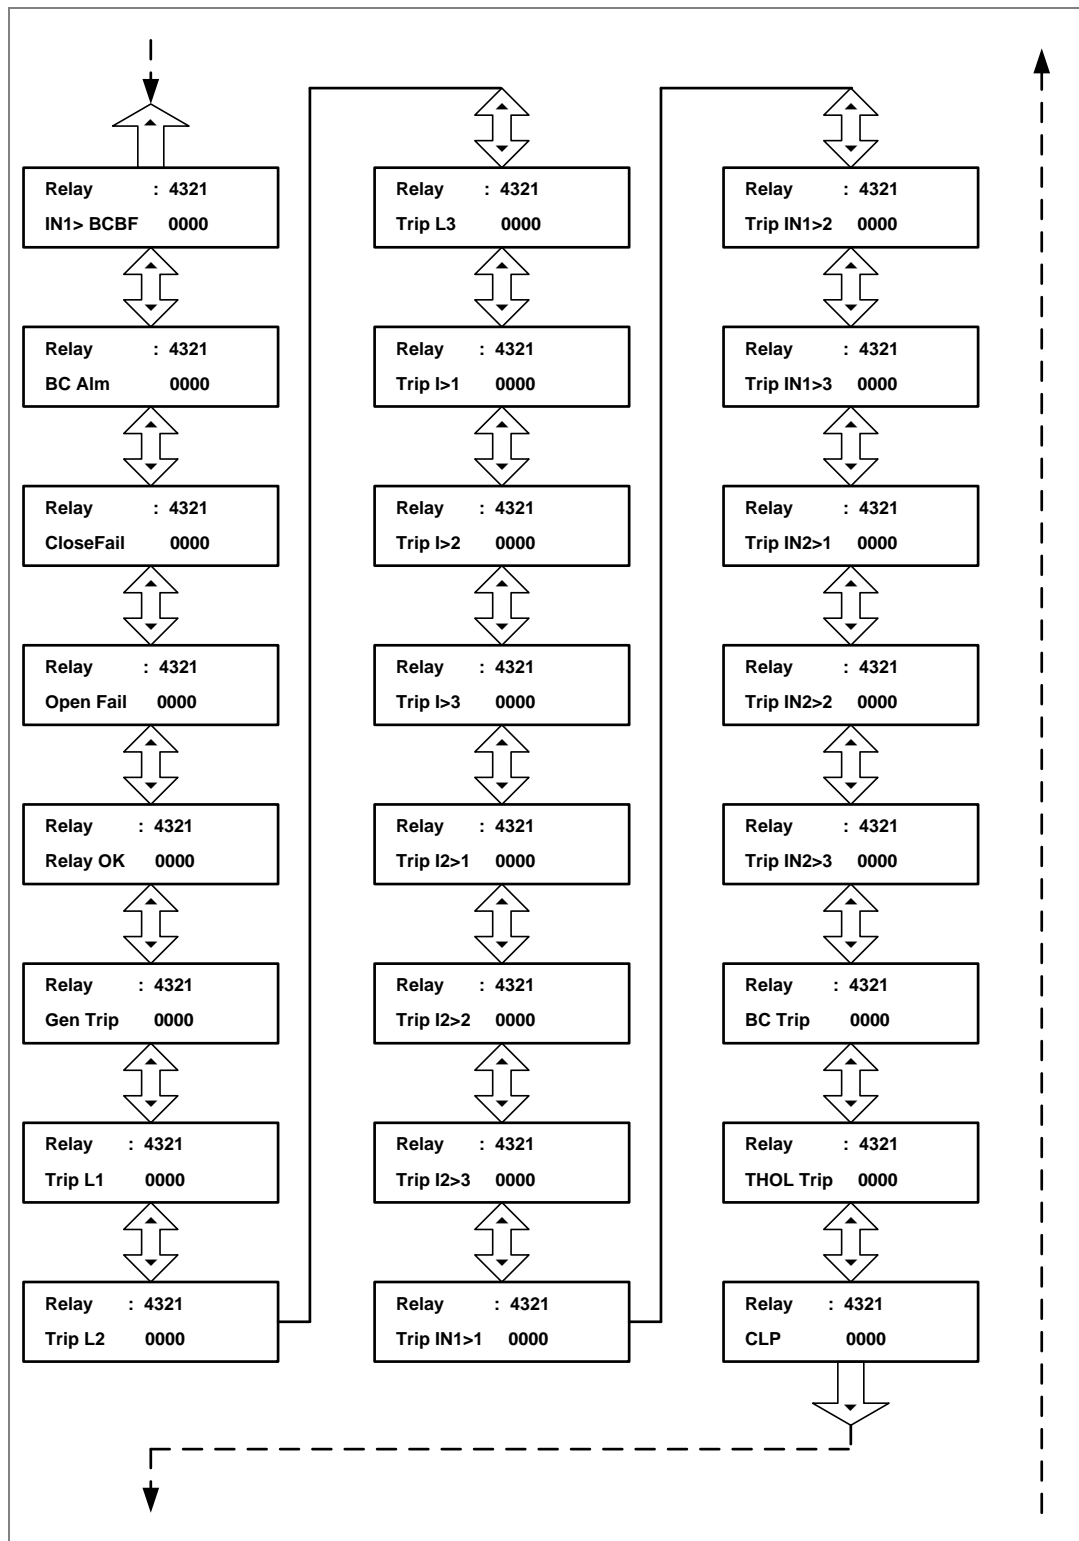 Relay : 4321
IN1> BCBF 0000
Relay : 4321
BC Alm 0000
Relay : 4321
CloseFail 0000
Relay : 4321
Open Fail 0000
Relay : 4321
Relay OK 0000
Relay : 4321
Gen Trip 0000
Relay : 4321
Trip L1 0000
Relay : 4321
Trip L2 0000
Relay : 4321
Trip L3 0000
Relay : 4321
Trip I>1 0000
Relay : 4321
Trip I>2 0000
Relay : 4321
Trip I>3 0000
Relay : 4321
Trip I2>1 0000
Relay : 4321
Trip I2>2 0000
Relay : 4321
Trip I2>3 0000
Relay : 4321
Trip IN1>1 0000
Relay : 4321
Trip IN1>2 0000
Relay : 4321
Trip IN1>3 0000
Relay : 4321
Trip IN2>1 0000
Relay : 4321
Trip IN2>2 0000
Relay : 4321
Trip IN2>3 0000
Relay : 4321
BC Trip 0000
Relay : 4321
THOL Trip 0000
Relay : 4321
CLP 0000